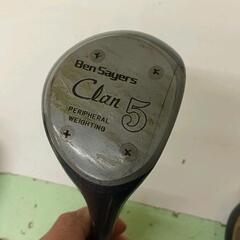 Ben Sayers
Clan 5
PERIPHERAL
WEIGHTING